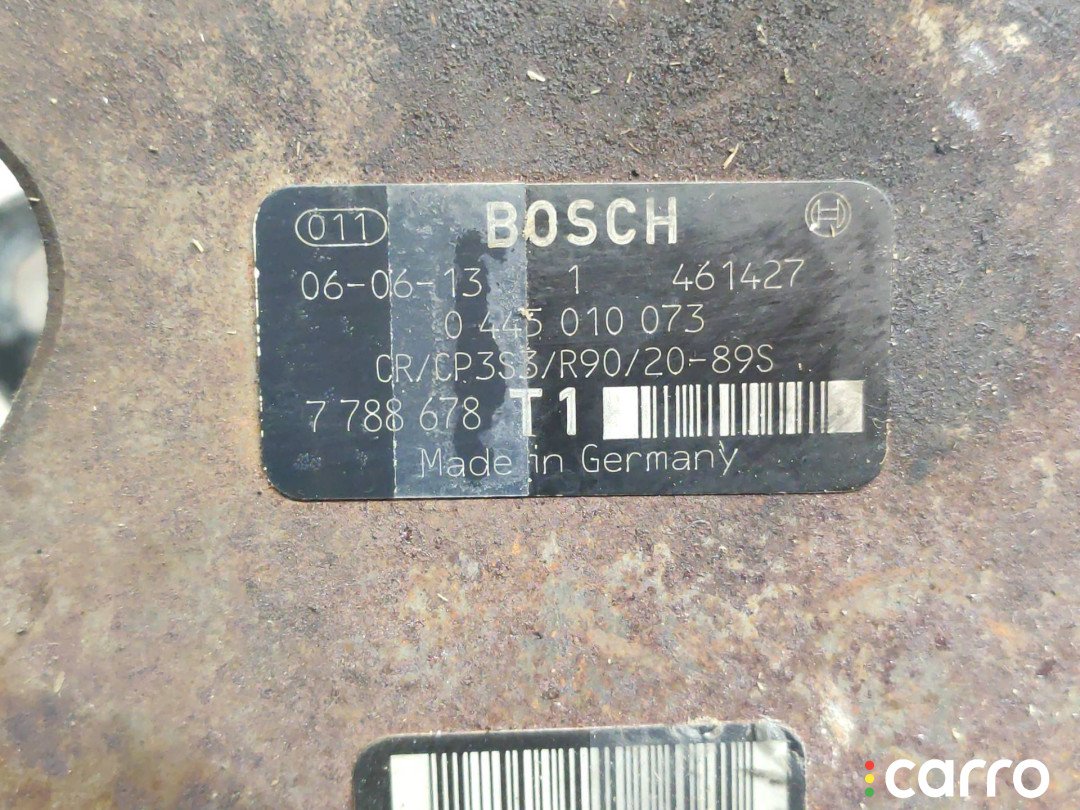 011 BOSCH
06-06-13 1 461427
0 445 010 073
CR/CP3S3/R90/20-89S
7 788 678 T1
Made in Germany
carro